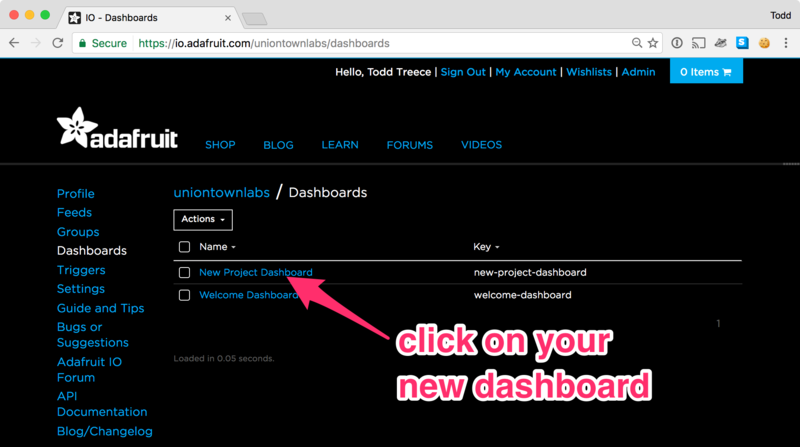 IO - Dashboards
Todd
Secure https://io.adafruit.com/uniontownlabs/dashboards
Hello, Todd Treece | Sign Out | My Account | Wishlists | Admin
0 Items
adafruit
SHOP BLOG LEARN FORUMS VIDEOS
Profile
Feeds
Groups
Dashboards
Triggers
Settings
Guide and Tips
Bugs or
Suggestions
Adafruit IO
Forum
API
Documentation
Blog/Changelog
uniontownlabs / Dashboards
Actions
Name Key
New Project Dashboard new-project-dashboard
Welcome Dashboard welcome-dashboard
1
Loaded in 0.05 seconds.
click on your
new dashboard